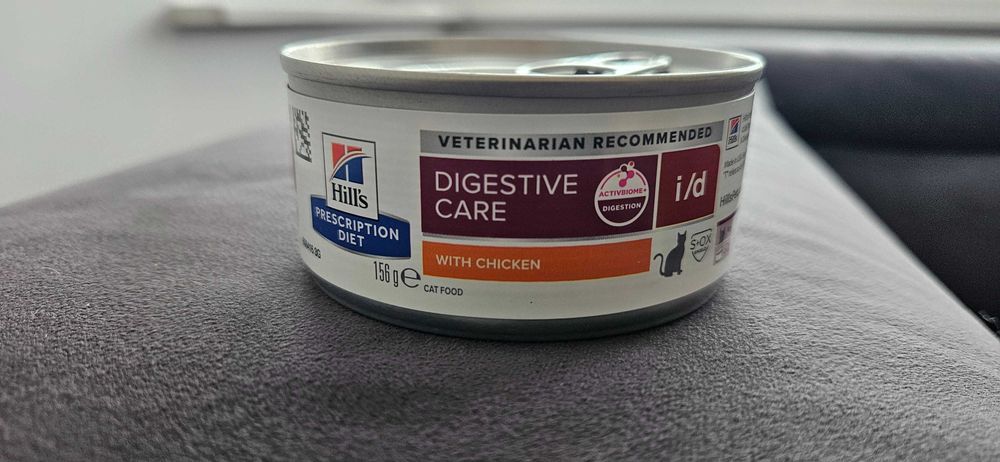 VETERINARIAN RECOMMENDED
Hill's
PRESCRIPTION
DIET
DIGESTIVE
CARE
ACTIVBIOME+
DIGESTION
i/d
WITH CHICKEN
156 g e
CAT FOOD
S+OX